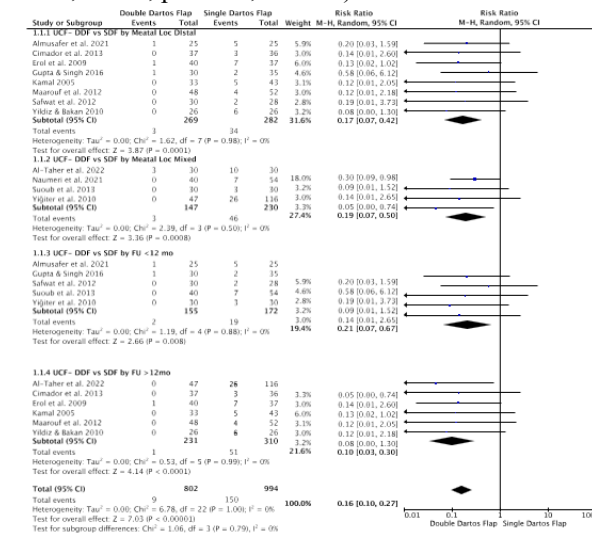 Double Dartos Flap Single Dartos Flap Risk Ratio Risk Ratio
Study or Subgroup Events Total Events Total Weight M-H, Random, 95% CI M-H, Random, 95% CI
1.1.1 UCF- DDF vs SDF by Meatal Loc Distal
Almusafer et al. 2021 1 25 5 25 5.9% 0.20 [0.03, 1.59]
Cimador et al. 2013 0 37 3 36 3.0% 0.14 [0.01, 2.60]
Erol et al. 2009 1 40 7 37 6.0% 0.13 [0.02, 1.02]
Gupta & Singh 2016 1 30 2 35 4.6% 0.58 [0.06, 6.12]
Kamal 2005 0 33 5 43 3.2% 0.12 [0.01, 2.05]
Maarouf et al. 2012 0 48 4 52 3.2% 0.12 [0.01, 2.18]
Safwat et al. 2012 0 30 2 28 2.8% 0.19 [0.01, 3.73]
Yildiz & Bakan 2010 0 26 6 26 3.2% 0.08 [0.00, 1.30]
Subtotal (95% CI) 269 282 31.6% 0.17 [0.07, 0.42]
Total events 3 34
Heterogeneity: Tau² = 0.00; Chi² = 1.62, df = 7 (P = 0.98); I² = 0%
Test for overall effect: Z = 3.87 (P = 0.0001)
1.1.2 UCF- DDF vs SDF by Meatal Loc Mixed
Al-Taher et al. 2022 3 30 10 30 18.0% 0.30 [0.09, 0.98]
Naumeri et al. 2021 0 40 7 54 3.2% 0.09 [0.01, 1.52]
Suoub et al. 2013 0 30 3 30 3.0% 0.14 [0.01, 2.65]
Yiğiter et al. 2010 0 47 26 116 3.3% 0.05 [0.00, 0.74]
Subtotal (95% CI) 147 230 27.4% 0.19 [0.07, 0.50]
Total events 3 46
Heterogeneity: Tau² = 0.00; Chi² = 2.39, df = 3 (P = 0.50); I² = 0%
Test for overall effect: Z = 3.36 (P = 0.0008)
1.1.3 UCF- DDF vs SDF by FU <12 mo
Almusafer et al. 2021 1 25 5 25 5.9% 0.20 [0.03, 1.59]
Gupta & Singh 2016 1 30 2 35 4.6% 0.58 [0.06, 6.12]
Safwat et al. 2012 0 30 2 28 2.8% 0.19 [0.01, 3.73]
Suoub et al. 2013 0 40 7 54 3.2% 0.09 [0.01, 1.52]
Yiğiter et al. 2010 0 30 3 30 3.0% 0.14 [0.01, 2.65]
Subtotal (95% CI) 155 172 19.4% 0.21 [0.07, 0.67]
Total events 2 19
Heterogeneity: Tau² = 0.00; Chi² = 1.19, df = 4 (P = 0.88); I² = 0%
Test for overall effect: Z = 2.66 (P = 0.008)
1.1.4 UCF- DDF vs SDF by FU >12mo
Al-Taher et al. 2022 0 47 26 116 3.3% 0.05 [0.00, 0.74]
Cimador et al. 2013 0 37 3 36 3.0% 0.14 [0.01, 2.60]
Erol et al. 2009 1 40 7 37 6.0% 0.13 [0.02, 1.02]
Kamal 2005 0 33 5 43 3.2% 0.12 [0.01, 2.05]
Maarouf et al. 2012 0 48 4 52 3.2% 0.12 [0.01, 2.18]
Yildiz & Bakan 2010 0 26 6 26 3.2% 0.08 [0.00, 1.30]
Subtotal (95% CI) 231 310 21.6% 0.10 [0.03, 0.30]
Total events 1 51
Heterogeneity: Tau² = 0.00; Chi² = 0.53, df = 5 (P = 0.99); I² = 0%
Test for overall effect: Z = 4.14 (P < 0.0001)
Total (95% CI) 802 994 100.0% 0.16 [0.10, 0.27]
Total events 9 150
Heterogeneity: Tau² = 0.00; Chi² = 6.78, df = 22 (P = 1.00); I² = 0%
Test for overall effect: Z = 7.03 (P < 0.00001)
Test for subgroup differences: Chi² = 1.06, df = 3 (P = 0.79), I² = 0%
0.01 0.1 1 10 100
Double Dartos Flap Single Dartos Flap